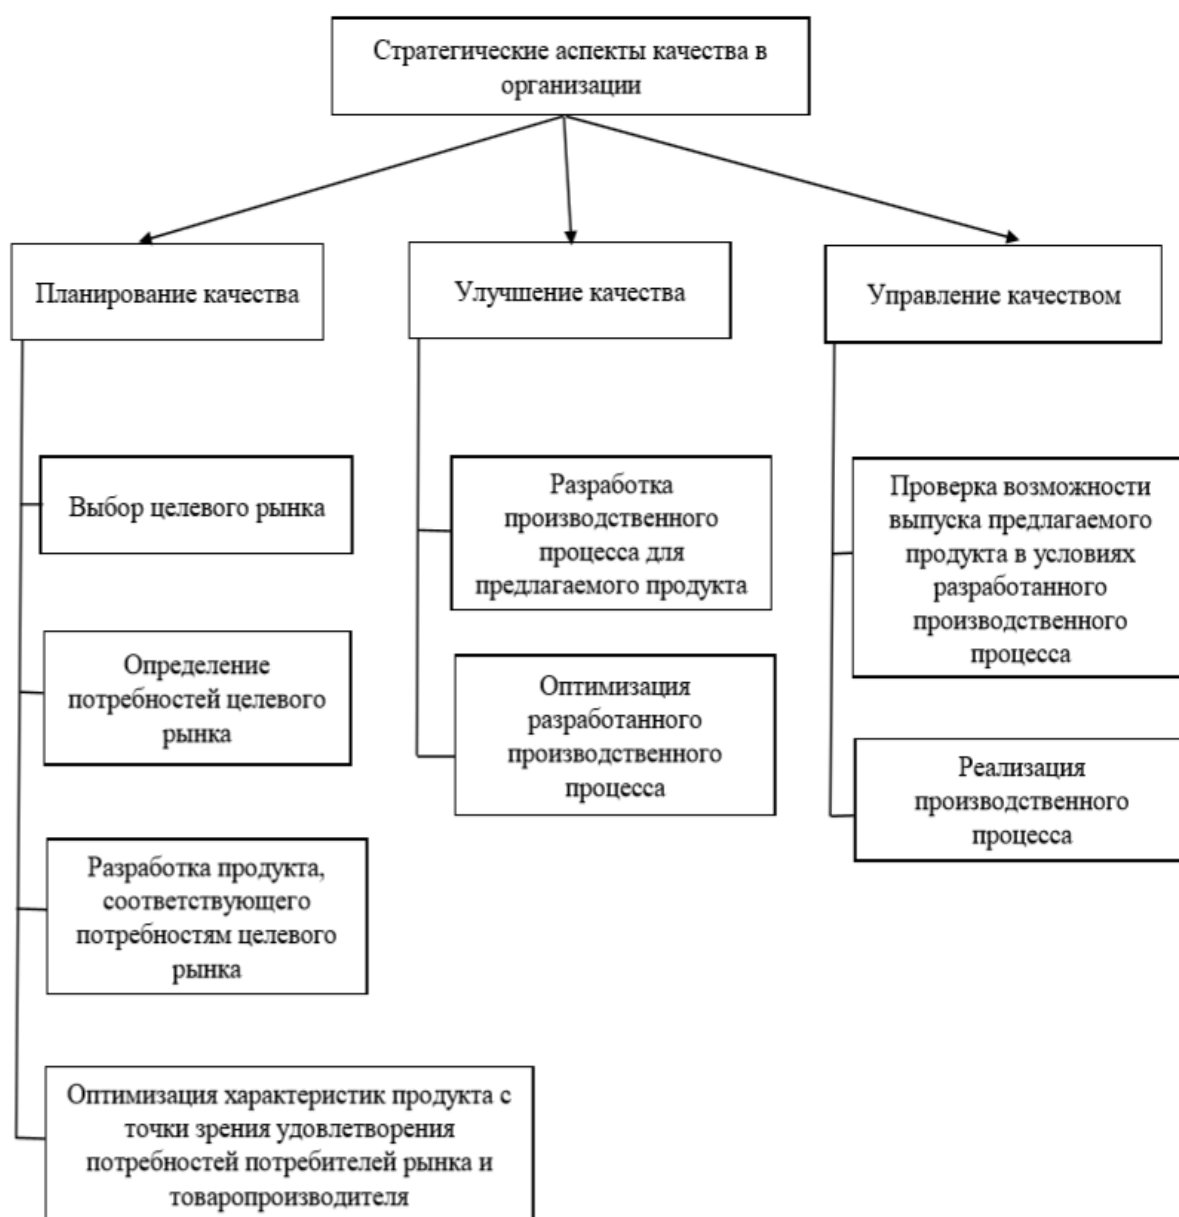 Стратегические аспекты качества в
организации
Планирование качества
Улучшение качества
Управление качеством
Выбор целевого рынка
Определение
потребностей целевого
рынка
Разработка продукта,
соответствующего
потребностям целевого
рынка
Оптимизация характеристик продукта с
точки зрения удовлетворения
потребностей потребителей рынка и
товаропроизводителя
Разработка
производственного
процесса для
предлагаемого продукта
Оптимизация
разработанного
производственного
процесса
Проверка возможности
выпуска предлагаемого
продукта в условиях
разработанного
производственного
процесса
Реализация
производственного
процесса